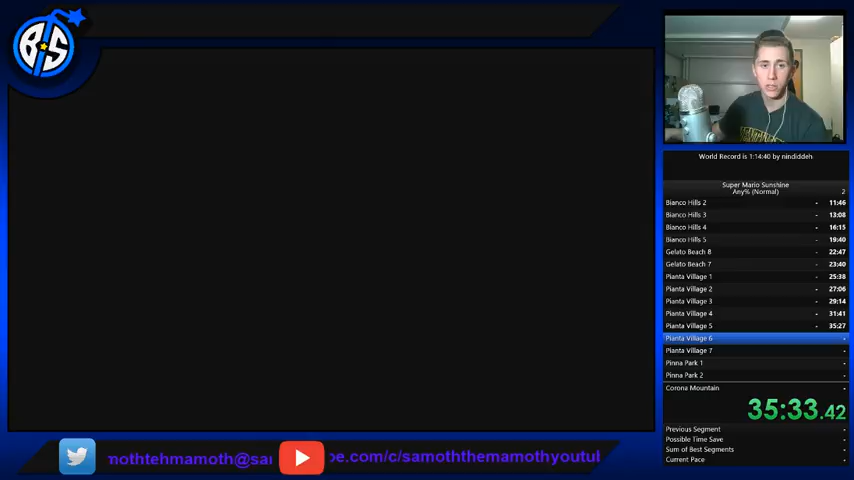 BS
World Record is 1:14:40 by nindiddeh
Super Mario Sunshine
Any% (Normal) 2
Bianco Hills 2 - 11:46
Bianco Hills 3 - 13:08
Bianco Hills 4 - 16:15
Bianco Hills 5 - 19:40
Gelato Beach 8 - 22:47
Gelato Beach 7 - 23:40
Pianta Village 1 - 25:38
Pianta Village 2 - 27:06
Pianta Village 3 - 29:14
Pianta Village 4 - 31:41
Pianta Village 5 - 35:27
Pianta Village 6 -
Pianta Village 7 -
Pinna Park 1 -
Pinna Park 2 -
Corona Mountain -
35:33.42
Previous Segment -
Possible Time Save -
Sum of Best Segments -
Current Pace -
mothtehmamoth@sam
be.com/c/samoththemamothyoutub